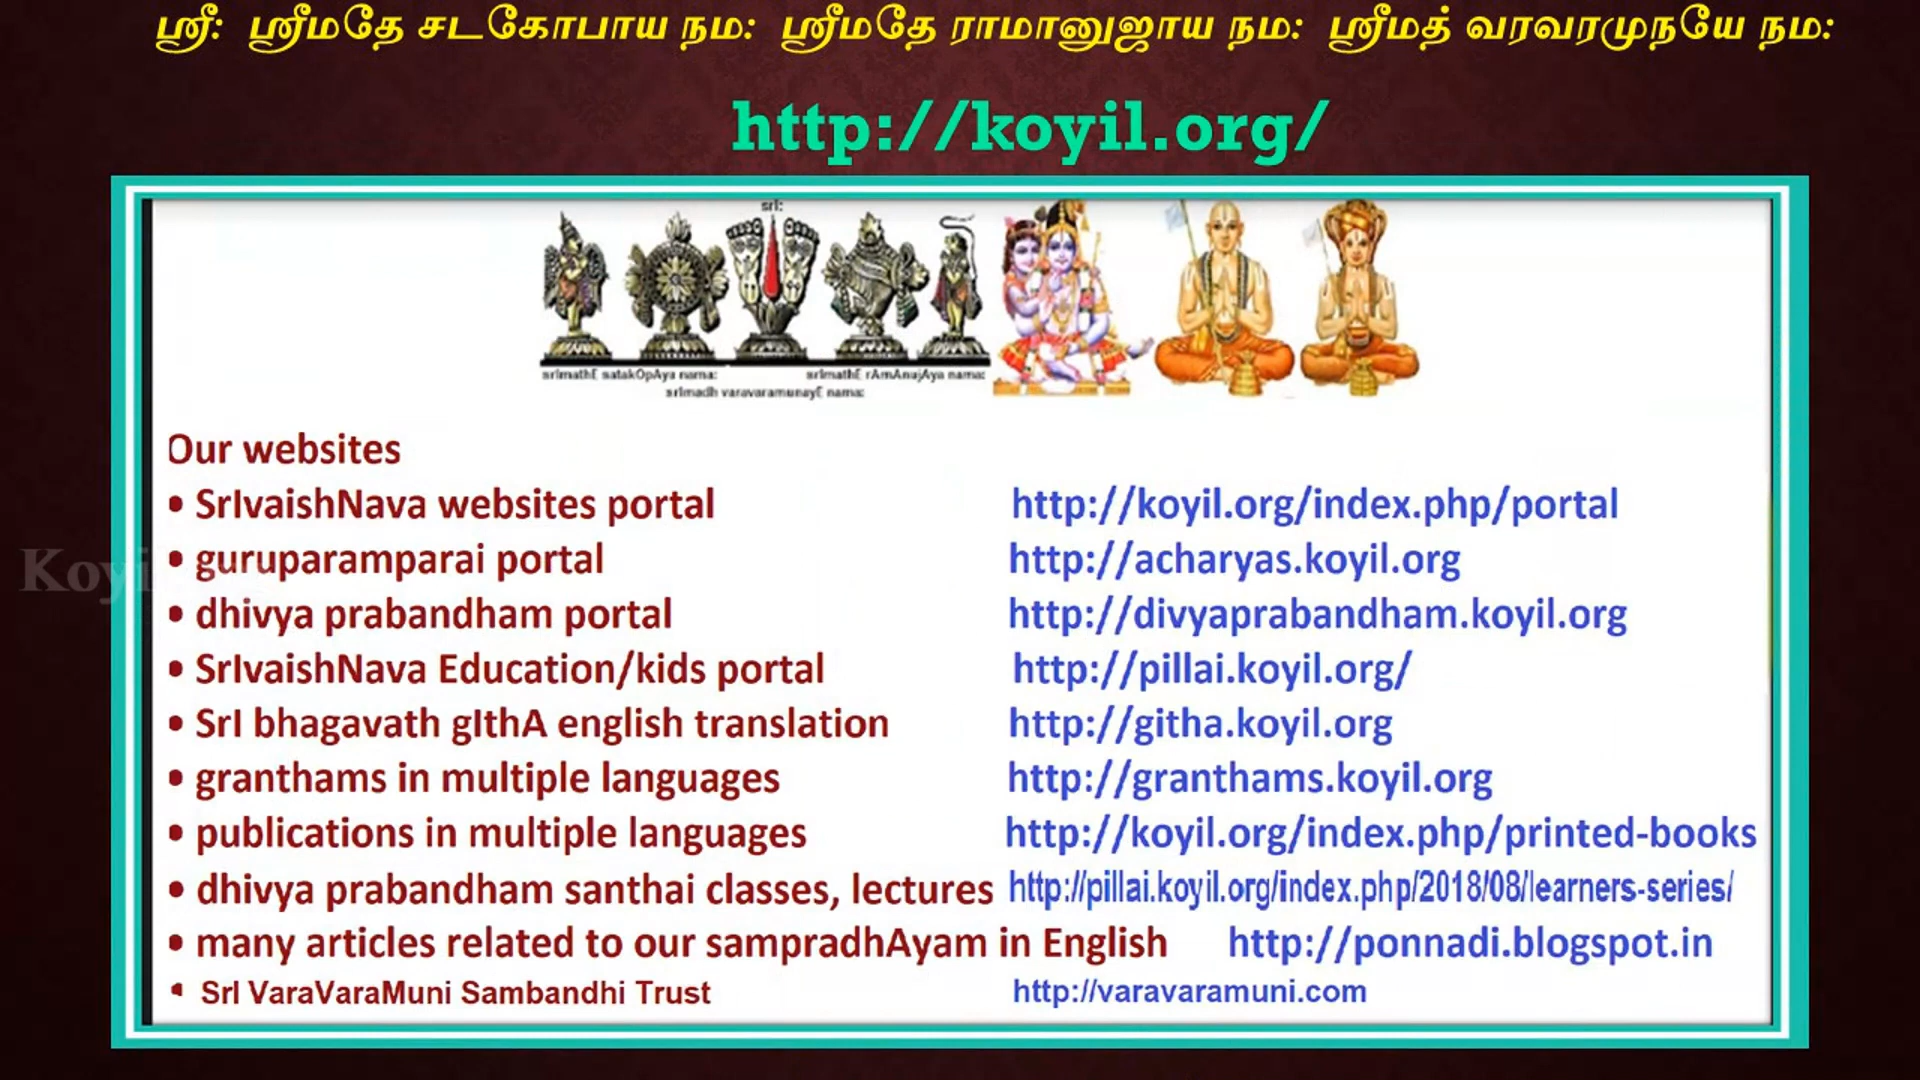 ஸ்ரீ: ஸ்ரீமதே சடகோபாய நம: ஸ்ரீமதே ராமானுஜாய நம: ஸ்ரீமத் வரவரமுநயே நம:
http://koyil.org/
srI:
srImathE satakOpAya nama: srImathE rAmAnujAya nama:
srImadh varavaramunayE nama:
Our websites
• SrIvaishNava websites portal http://koyil.org/index.php/portal
• guruparamparai portal http://acharyas.koyil.org
• dhivya prabandham portal http://divyaprabandham.koyil.org
• SrIvaishNava Education/kids portal http://pillai.koyil.org/
• SrI bhagavath gIthA english translation http://githa.koyil.org
• granthams in multiple languages http://granthams.koyil.org
• publications in multiple languages http://koyil.org/index.php/printed-books
• dhivya prabandham santhai classes, lectures http://pillai.koyil.org/index.php/2018/08/learners-series/
• many articles related to our sampradhAyam in English http://ponnadi.blogspot.in
• SrI VaraVaraMuni Sambandhi Trust http://varavaramuni.com